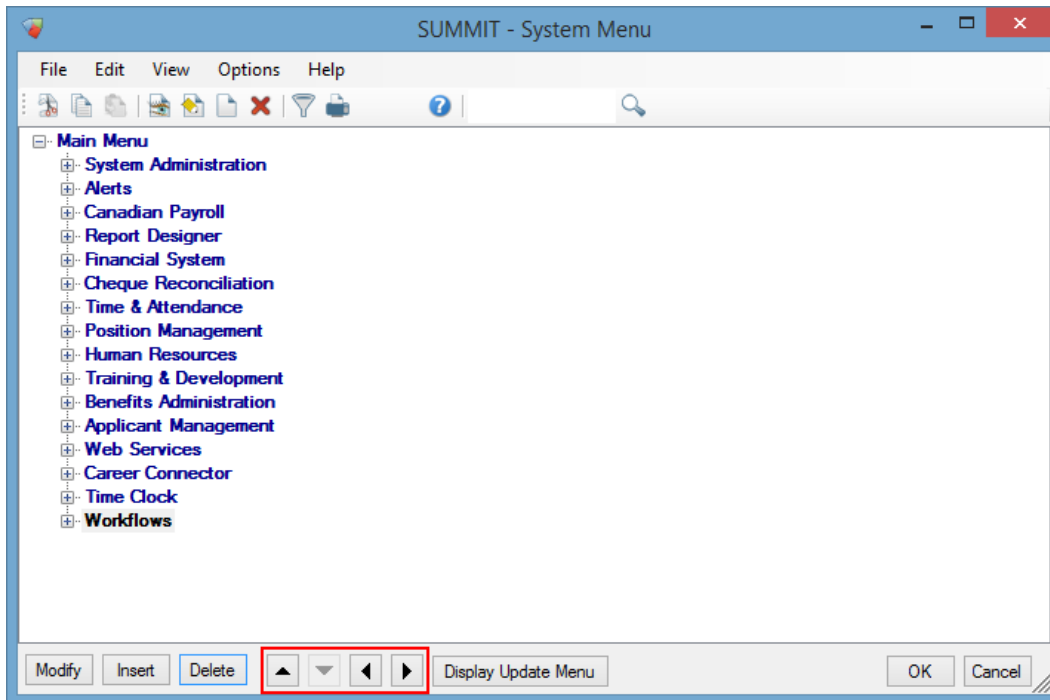 SUMMIT - System Menu
File Edit View Options Help
Main Menu
System Administration
Alerts
Canadian Payroll
Report Designer
Financial System
Cheque Reconciliation
Time & Attendance
Position Management
Human Resources
Training & Development
Benefits Administration
Applicant Management
Web Services
Career Connector
Time Clock
Workflows
Modify Insert Delete Display Update Menu OK Cancel